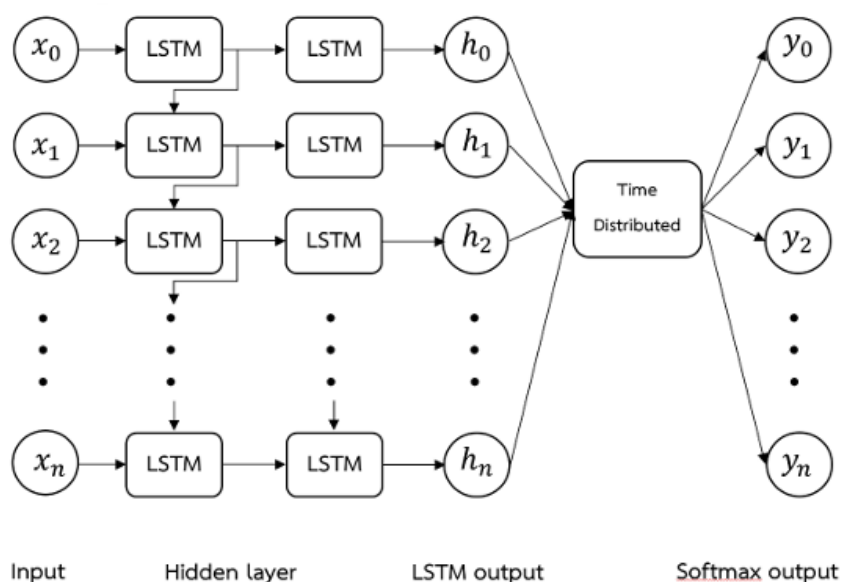 x₀ LSTM LSTM h₀ y₀
x₁ LSTM LSTM h₁ y₁
Time
Distributed
x₂ LSTM LSTM h₂ y₂
xₙ LSTM LSTM hₙ yₙ
Input Hidden layer LSTM output Softmax output